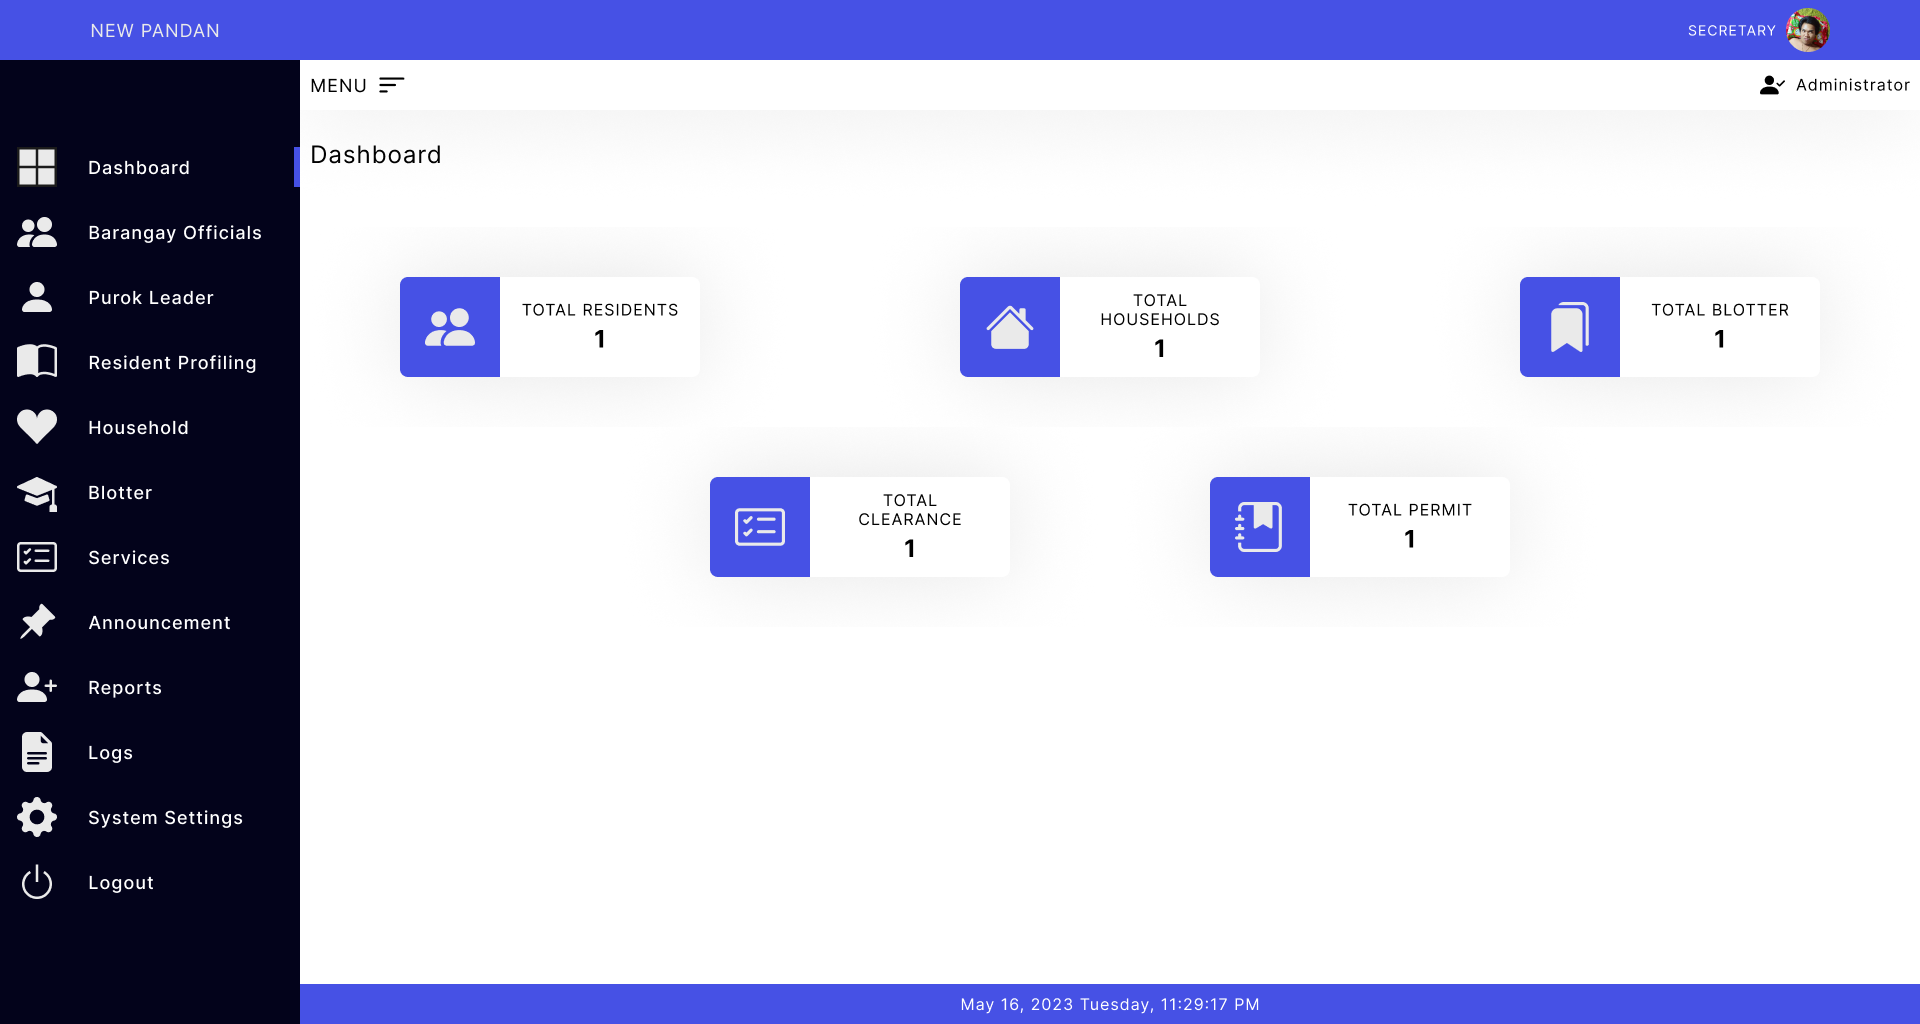 NEW PANDAN
SECRETARY
MENU
Administrator
Dashboard
Dashboard
Barangay Officials
Purok Leader
Resident Profiling
Household
Blotter
Services
Announcement
Reports
Logs
System Settings
Logout
TOTAL RESIDENTS
1
TOTAL
HOUSEHOLDS
1
TOTAL BLOTTER
1
TOTAL
CLEARANCE
1
TOTAL PERMIT
1
May 16, 2023 Tuesday, 11:29:17 PM